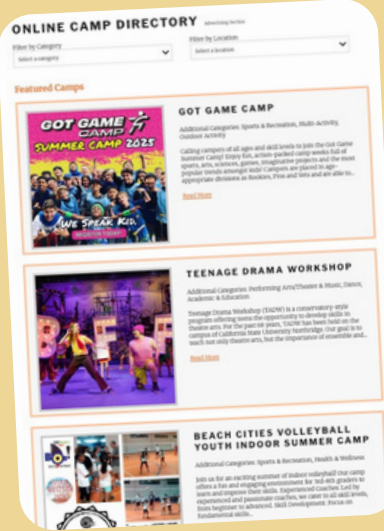 ONLINE CAMP DIRECTORY Advertising Section
Filter by Category
Filter by Location
Select a category
Select a location
Featured Camps
GOT GAME
CAMP
SUMMER CAMP 2025
WE SPEAK KID.
REGISTER TODAY!
GOT GAME CAMP
Additional Categories: Sports & Recreation, Multi-Activity,
Outdoor Activity
Calling campers of all ages and skill levels to join the Got Game
Summer Camp! Enjoy fun, action-packed camp weeks full of
sports, arts, sciences, games, imaginative projects and the most
popular trends amongst kids! Campers are placed in age-
appropriate divisions as Rookies, Pros and Vets and are able to...
Read More
TEENAGE DRAMA WORKSHOP
Additional Categories: Performing Arts/Theater & Music, Dance,
Academic & Education
Teenage Drama Workshop (TADW) is a conservatory-style
program offering teens the opportunity to develop skills in
theatre arts. For the past 68 years, TADW has been held on the
campus of California State University Northridge. Our goal is to
teach not only theatre arts, but the importance of ensemble and...
Read More
BEACH CITIES VOLLEYBALL
YOUTH INDOOR SUMMER CAMP
Additional Categories: Sports & Recreation, Health & Wellness
Join us for an exciting summer of indoor volleyball! Our camp
offers a fun and engaging environment for 3rd-8th graders to
learn and improve their skills. Experienced Coaches: Led by
experienced and passionate coaches, we cater to all skill levels,
from beginner to advanced. Skill Development: Focus on
fundamental skills...